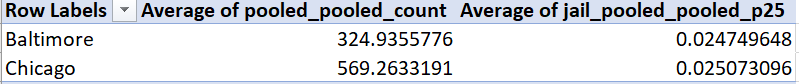 Row Labels Average of pooled_pooled_count Average of jail_pooled_pooled_p25
Baltimore 324.9355776 0.024749648
Chicago 569.2633191 0.025073096